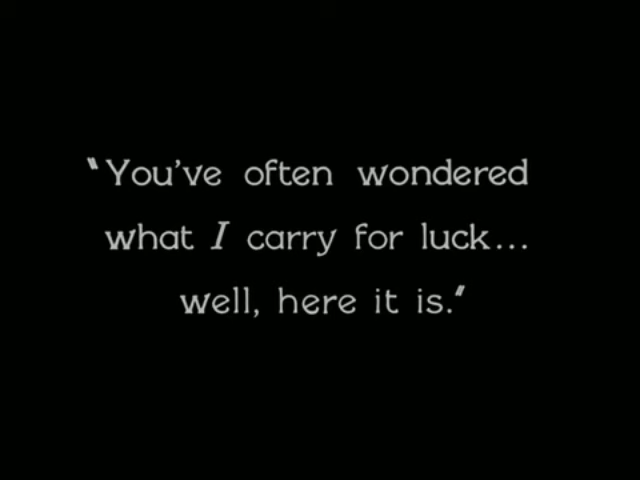 "You've often wondered
what I carry for luck...
well, here it is."